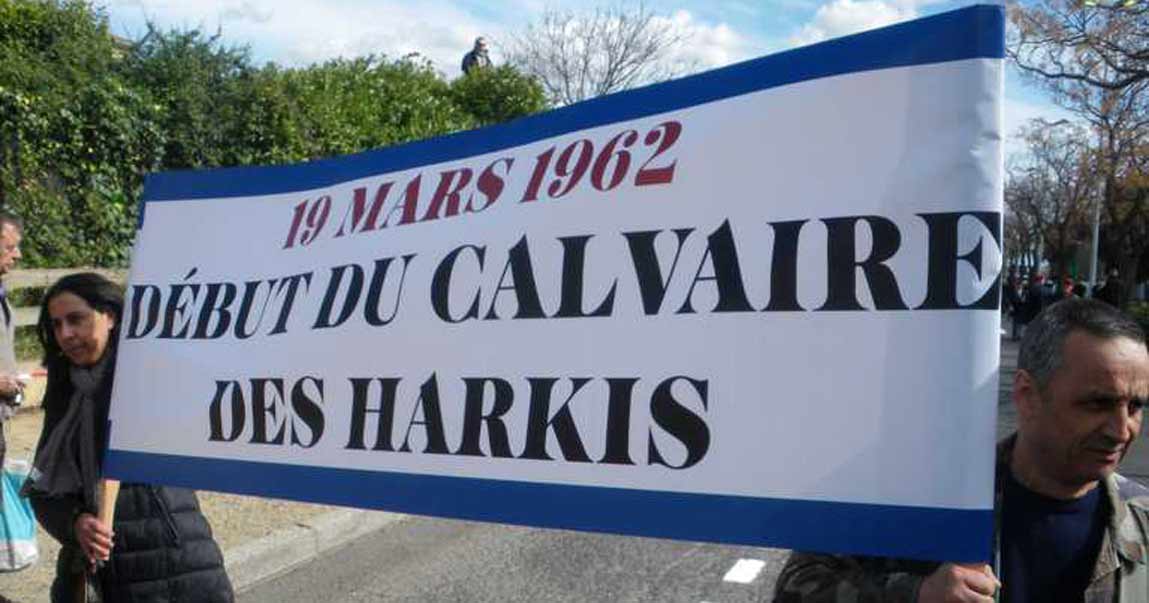 19 MARS 1962
DÉBUT DU CALVAIRE
DES HARKIS